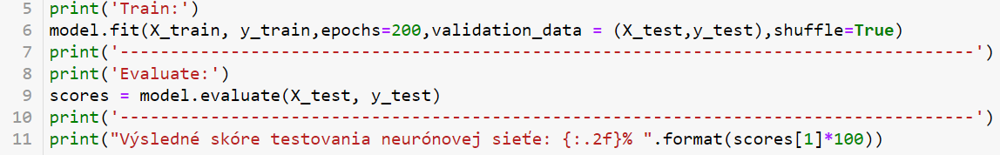 5 print('Train:')
6 model.fit(X_train, y_train,epochs=200,validation_data = (X_test,y_test),shuffle=True)
7 print('-------------------------------------------------------------------------------------')
8 print('Evaluate:')
9 scores = model.evaluate(X_test, y_test)
10 print('-------------------------------------------------------------------------------------')
11 print("Výsledné skóre testovania neurónovej sieťe: {:.2f}% ".format(scores[1]*100))